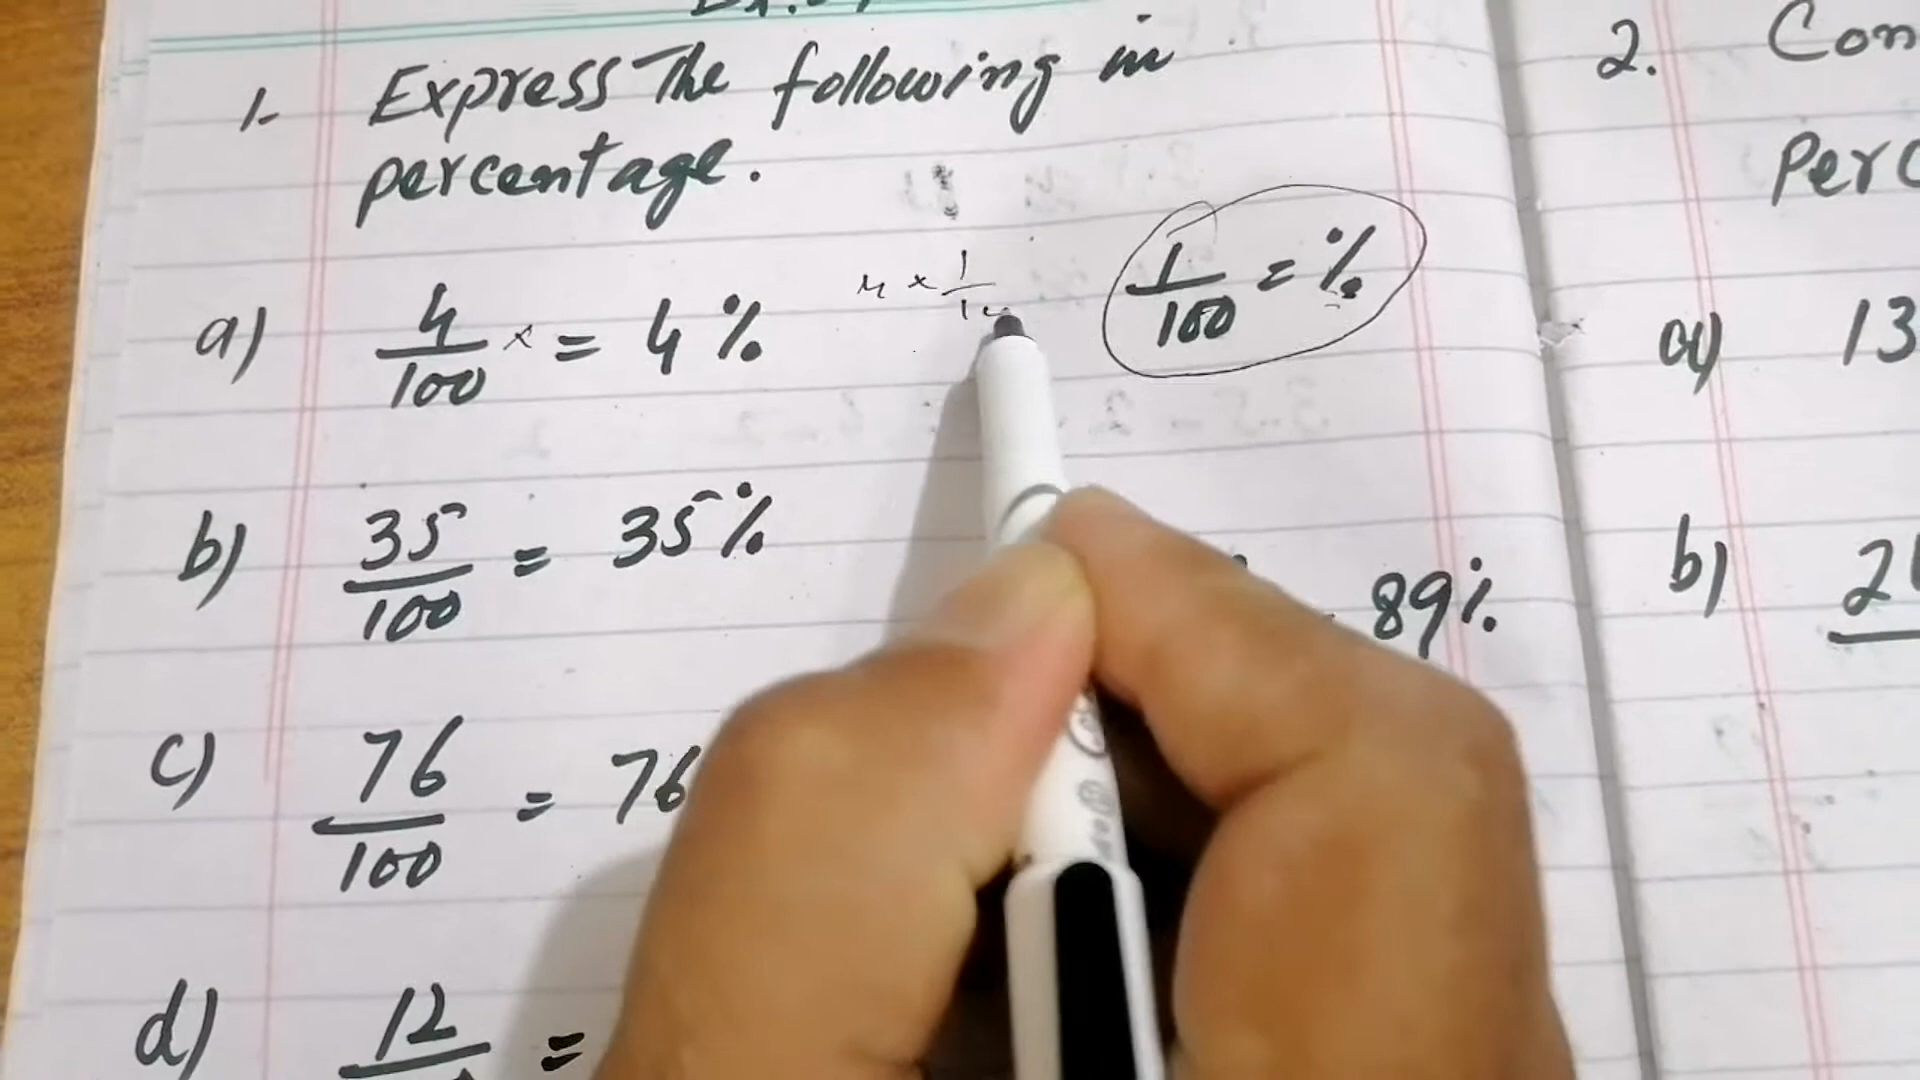 1. Express The following in
percentage.
a) 4/100 × = 4%
4 × 1/10
1/100 = %
b) 35/100 = 35%
= 89%
c) 76/100 = 76
d) 12 =
2. Con
Perc
a) 13
b) 2